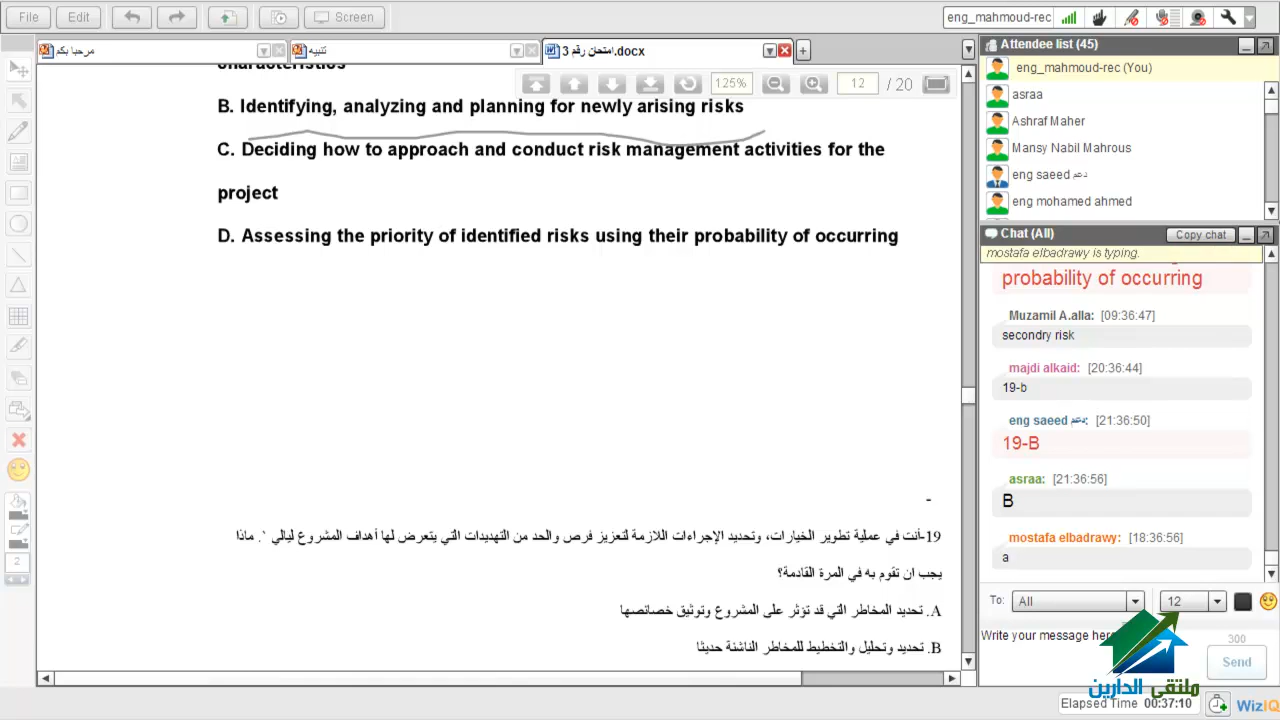 File
Edit
Screen
eng_mahmoud-rec
مرحبا بكم
تنبيه
امتحان رقم 3.docx
characteristics
125%
12
/ 20
B. Identifying, analyzing and planning for newly arising risks
C. Deciding how to approach and conduct risk management activities for the
project
D. Assessing the priority of identified risks using their probability of occurring
-
19-أنت في عملية تطوير الخيارات، وتحديد الإجراءات اللازمة لتعزيز فرص والحد من التهديدات التي يتعرض لها أهداف المشروع ليالي `. ماذا
يجب ان تقوم به في المرة القادمة؟
A. تحديد المخاطر التي قد تؤثر على المشروع وتوثيق خصائصها
B. تحديد وتحليل والتخطيط للمخاطر الناشئة حديثا
2
Attendee list (45)
eng_mahmoud-rec (You)
asraa
Ashraf Maher
Mansy Nabil Mahrous
eng saeed دعم
eng mohamed ahmed
Chat (All)
Copy chat
mostafa elbadrawy is typing.
probability of occurring
Muzamil A.alla: [09:36:47]
secondry risk
majdi alkaid: [20:36:44]
19-b
eng saeed دعم: [21:36:50]
19-B
asraa: [21:36:56]
B
mostafa elbadrawy: [18:36:56]
a
To:
All
12
Write your message here
300
Send
ملتقى الدارين
Elapsed Time 00:37:10
WizIQ